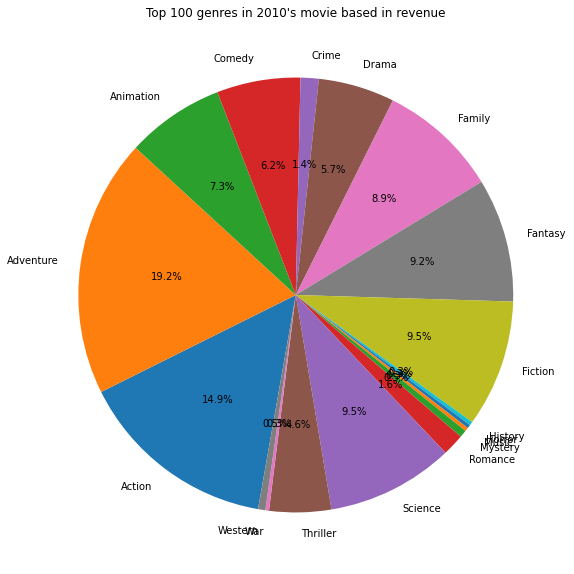 Top 100 genres in 2010's movie based in revenue
Crime
Drama
Comedy
Family
Animation
1.4%
5.7%
6.2%
7.3%
8.9%
Fantasy
9.2%
Adventure
19.2%
9.5%
Fiction
1.6%
14.9%
9.5%
4.6%
History
Mystery
Romance
Action
Science
Western
War
Thriller